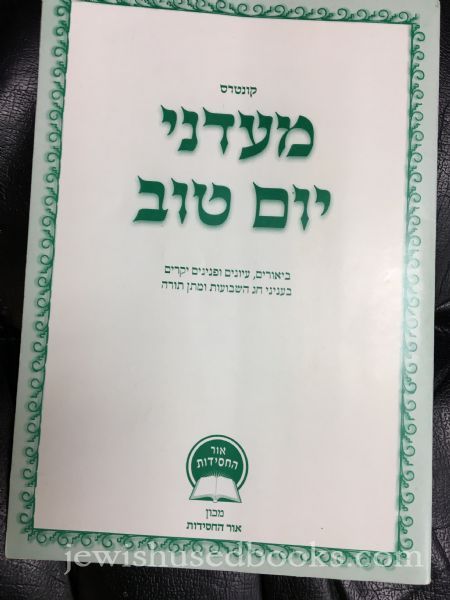 קונטרס
מעדני
יום טוב
ביאורים, עיונים ופנינים יקרים
בעניני חג השבועות ומתן תורה
אור
החסידות
מכון
אור החסידות
jewishusedbooks.com